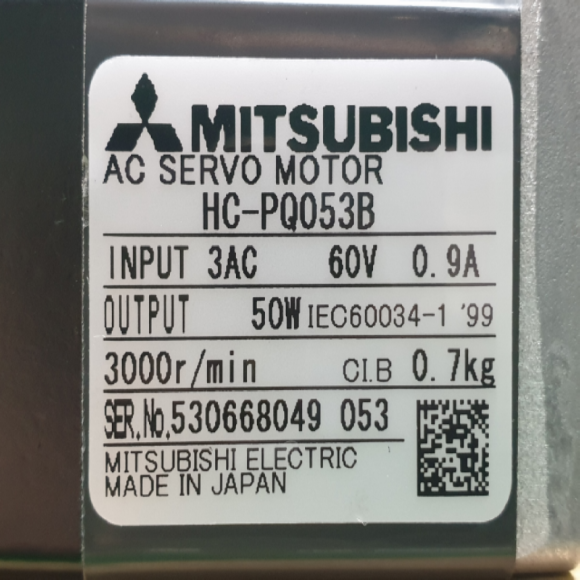 MITSUBISHI
AC SERVO MOTOR
HC-PQ053B
INPUT 3AC 60V 0.9A
OUTPUT 50W IEC60034-1 '99
3000r/min CI.B 0.7kg
SER.No.530668049 053
MITSUBISHI ELECTRIC
MADE IN JAPAN